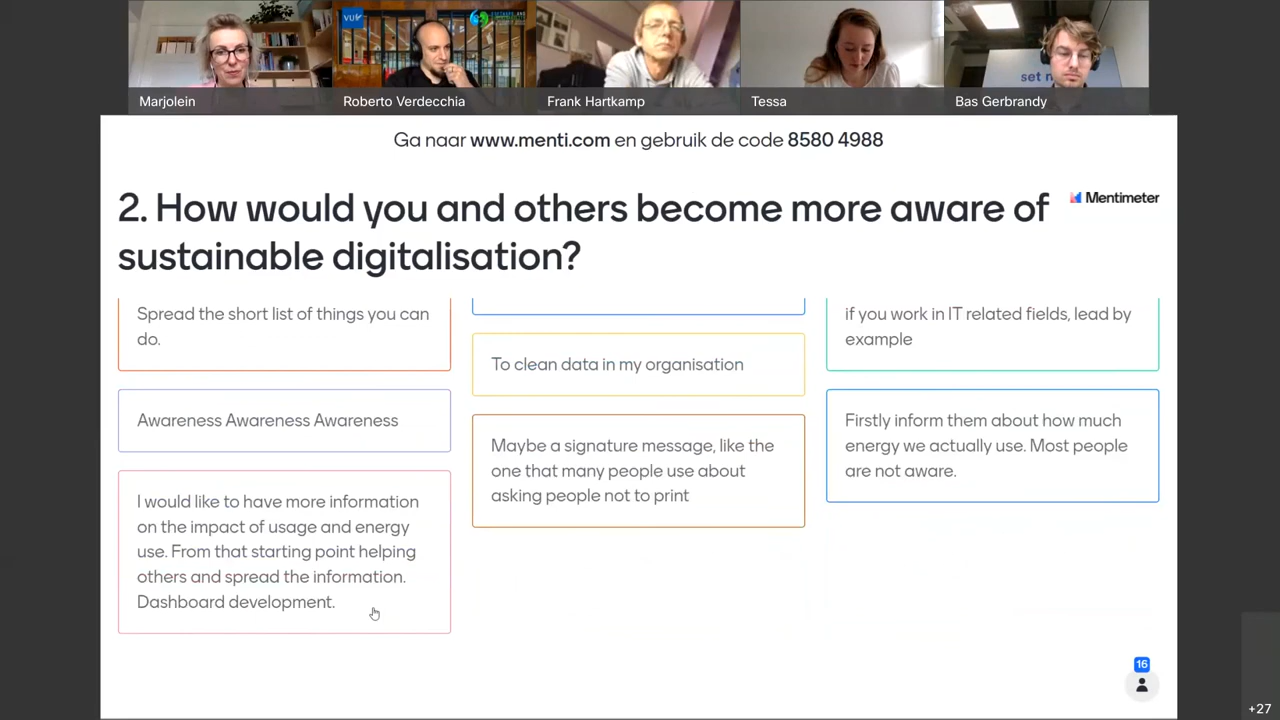 VU
set
Marjolein
Roberto Verdecchia
Frank Hartkamp
Tessa
Bas Gerbrandy
Ga naar www.menti.com en gebruik de code 8580 4988
2. How would you and others become more aware of
sustainable digitalisation?
Mentimeter
Spread the short list of things you can
do.
Awareness Awareness Awareness
I would like to have more information
on the impact of usage and energy
use. From that starting point helping
others and spread the information.
Dashboard development.
To clean data in my organisation
Maybe a signature message, like the
one that many people use about
asking people not to print
if you work in IT related fields, lead by
example
Firstly inform them about how much
energy we actually use. Most people
are not aware.
16
+27